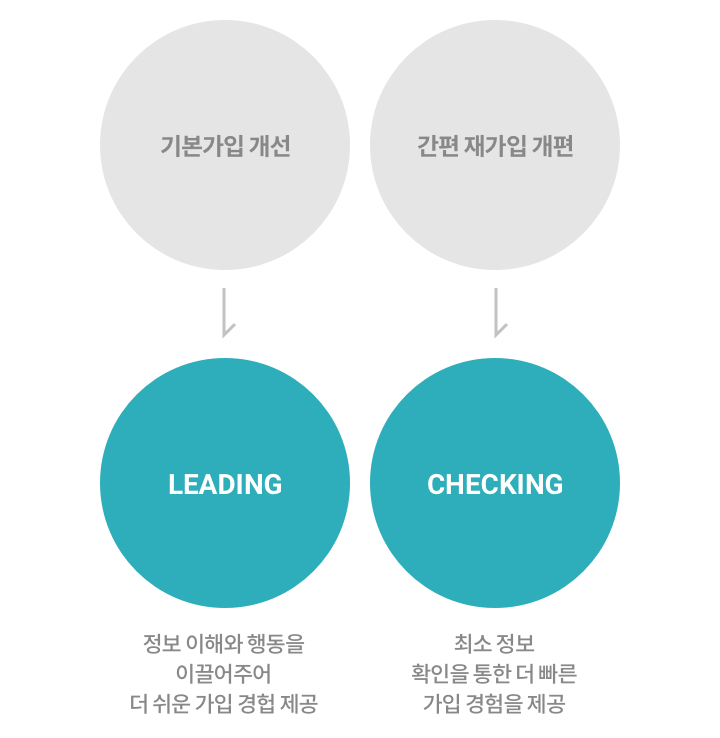 기본가입 개선
간편 재가입 개편
LEADING
CHECKING
정보 이해와 행동을
이끌어주어
더 쉬운 가입 경헙 제공
최소 정보
확인을 통한 더 빠른
가입 경험을 제공